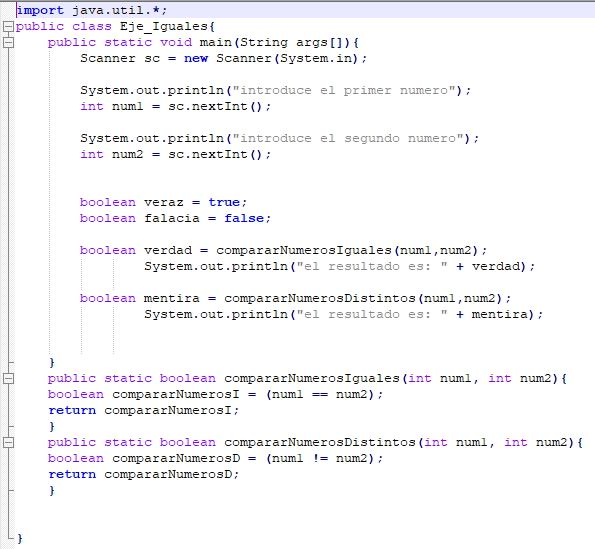 import java.util.*;
public class Eje_Iguales{
public static void main(String args[]){
Scanner sc = new Scanner(System.in);
System.out.println("introduce el primer numero");
int num1 = sc.nextInt();
System.out.println("introduce el segundo numero");
int num2 = sc.nextInt();
boolean veraz = true;
boolean falacia = false;
boolean verdad = compararNumerosIguales(num1,num2);
System.out.println("el resultado es: " + verdad);
boolean mentira = compararNumerosDistintos(num1,num2);
System.out.println("el resultado es: " + mentira);
}
public static boolean compararNumerosIguales(int num1, int num2){
boolean compararNumerosI = (num1 == num2);
return compararNumerosI;
}
public static boolean compararNumerosDistintos(int num1, int num2){
boolean compararNumerosD = (num1 != num2);
return compararNumerosD;
}
}